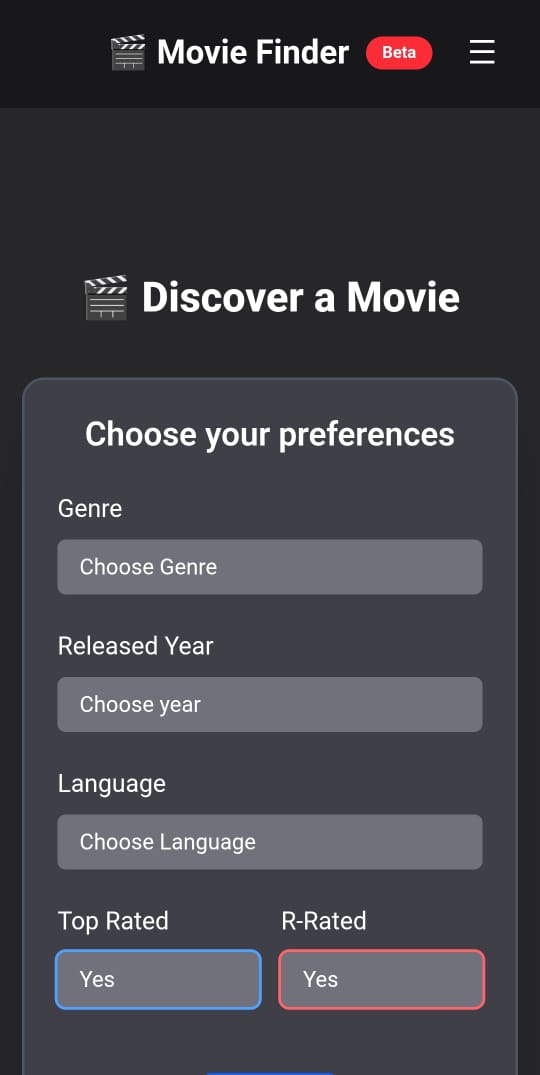 🎬 Movie Finder Beta ☰
🎬 Discover a Movie
Choose your preferences
Genre
Choose Genre
Released Year
Choose year
Language
Choose Language
Top Rated R-Rated
Yes Yes